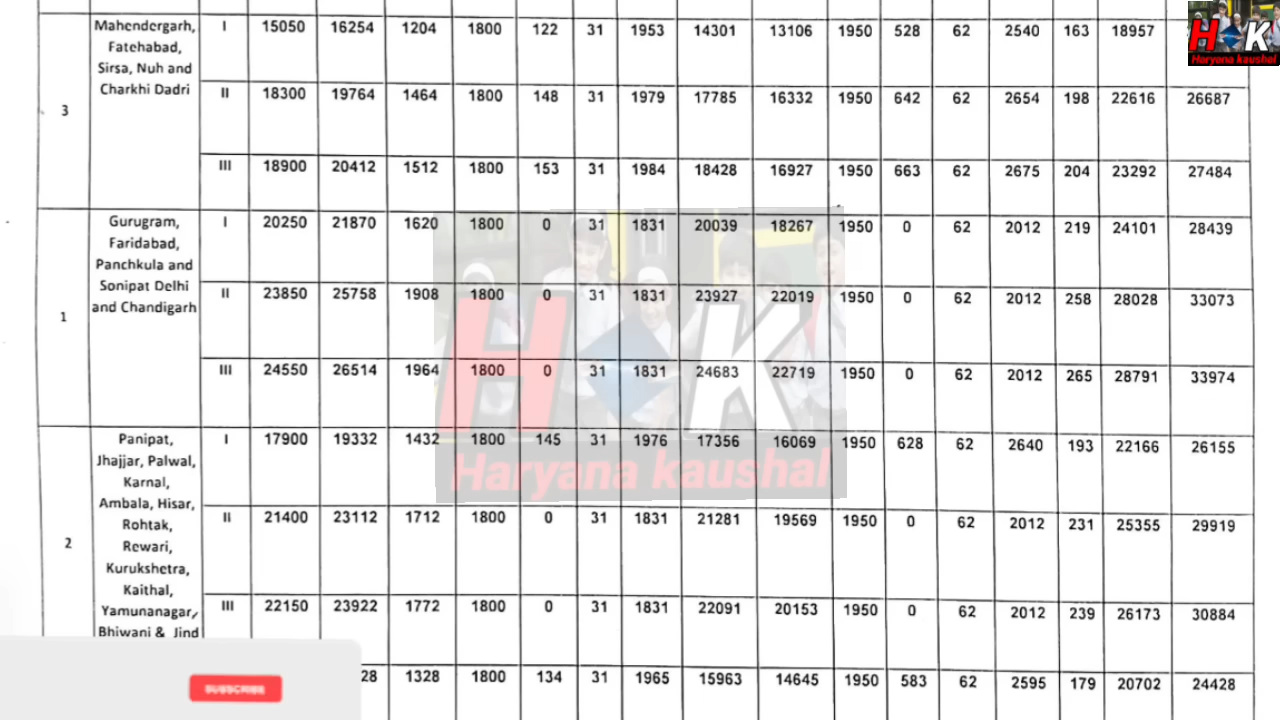 Mahendergarh, I 15050 16254 1204 1800 122 31 1953 14301 13106 1950 528 62 2540 163 18957
Fatehabad,
Sirsa, Nuh and
3 Charkhi Dadri II 18300 19764 1464 1800 148 31 1979 17785 16332 1950 642 62 2654 198 22616 26687
III 18900 20412 1512 1800 153 31 1984 18428 16927 1950 663 62 2675 204 23292 27484
Gurugram, I 20250 21870 1620 1800 0 31 1831 20039 18267 1950 0 62 2012 219 24101 28439
Faridabad,
Panchkula and
1 Sonipat Delhi II 23850 25758 1908 1800 0 31 1831 23927 22019 1950 0 62 2012 258 28028 33073
and Chandigarh
III 24550 26514 1964 1800 0 31 1831 24683 22719 1950 0 62 2012 265 28791 33974
Panipat, I 17900 19332 1432 1800 145 31 1976 17356 16069 1950 628 62 2640 193 22166 26155
Jhajjar, Palwal,
Karnal,
Ambala, Hisar,
2 Rohtak, II 21400 23112 1712 1800 0 31 1831 21281 19569 1950 0 62 2012 231 25355 29919
Rewari,
Kurukshetra,
Kaithal,
Yamunanagar, III 22150 23922 1772 1800 0 31 1831 22091 20153 1950 0 62 2012 239 26173 30884
Bhiwani & Jind
28 1328 1800 134 31 1965 15963 14645 1950 583 62 2595 179 20702 24428
H K
Haryana kaushal
H K
Haryana kaushal
SUBSCRIBE